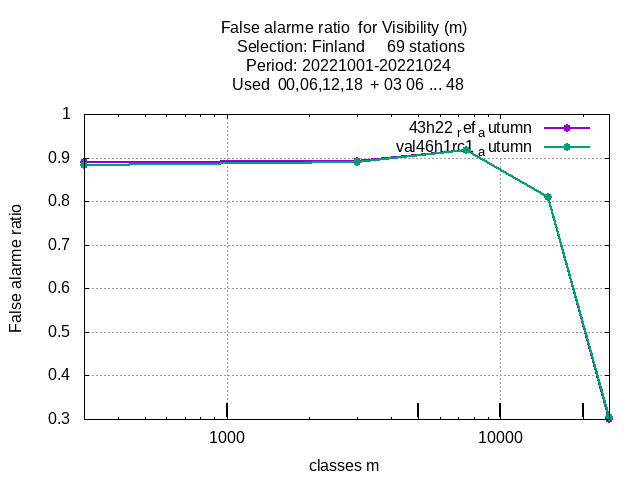 False alarme ratio for Visibility (m)
Selection: Finland 69 stations
Period: 20221001-20221024
Used 00,06,12,18 + 03 06 ... 48
43h22_ref_autumn
val46h1rc1_autumn
1
0.9
0.8
0.7
0.6
0.5
0.4
0.3
False alarme ratio
1000
10000
classes m